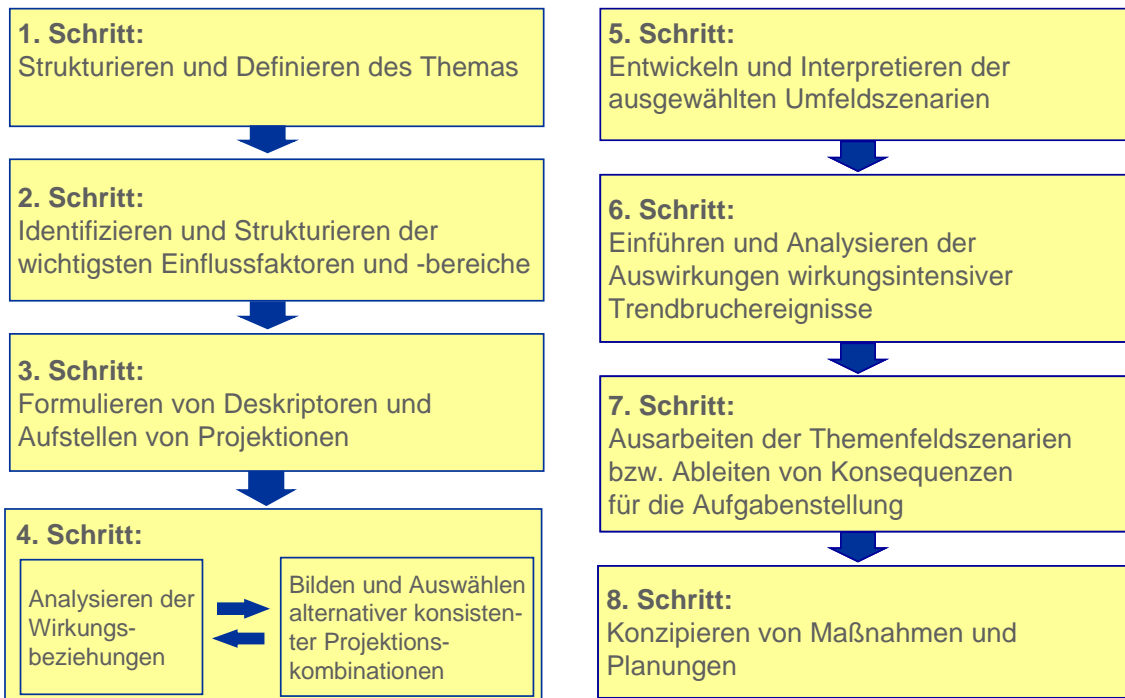 1. Schritt:
Strukturieren und Definieren des Themas
2. Schritt:
Identifizieren und Strukturieren der
wichtigsten Einflussfaktoren und -bereiche
3. Schritt:
Formulieren von Deskriptoren und
Aufstellen von Projektionen
4. Schritt:
Analysieren der
Wirkungs-
beziehungen
Bilden und Auswählen
alternativer konsisten-
ter Projektions-
kombinationen
5. Schritt:
Entwickeln und Interpretieren der
ausgewählten Umfeldszenarien
6. Schritt:
Einführen und Analysieren der
Auswirkungen wirkungsintensiver
Trendbruchereignisse
7. Schritt:
Ausarbeiten der Themenfeldszenarien
bzw. Ableiten von Konsequenzen
für die Aufgabenstellung
8. Schritt:
Konzipieren von Maßnahmen und
Planungen